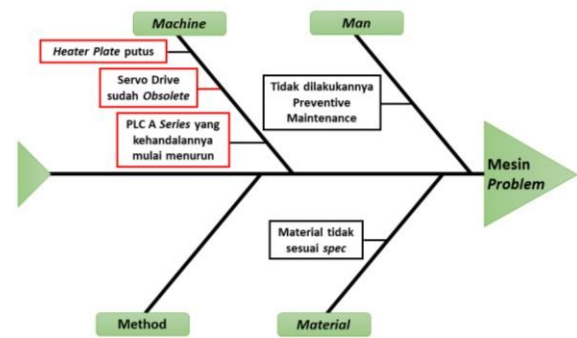 Machine
Man
Heater Plate putus
Servo Drive
sudah Obsolete
PLC A Series yang
kehandalannya
mulai menurun
Tidak dilakukannya
Preventive
Maintenance
Mesin
Problem
Material tidak
sesuai spec
Method
Material